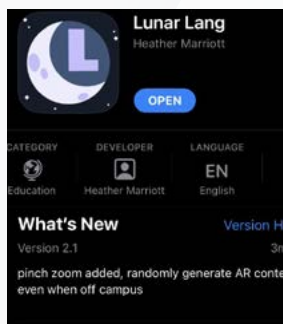 L
Lunar Lang
Heather Marriott
OPEN
CATEGORY DEVELOPER LANGUAGE
EN
Education Heather Marriott English
What's New Version H
Version 2.1 3
pinch zoom added, randomly generate AR conte
even when off campus